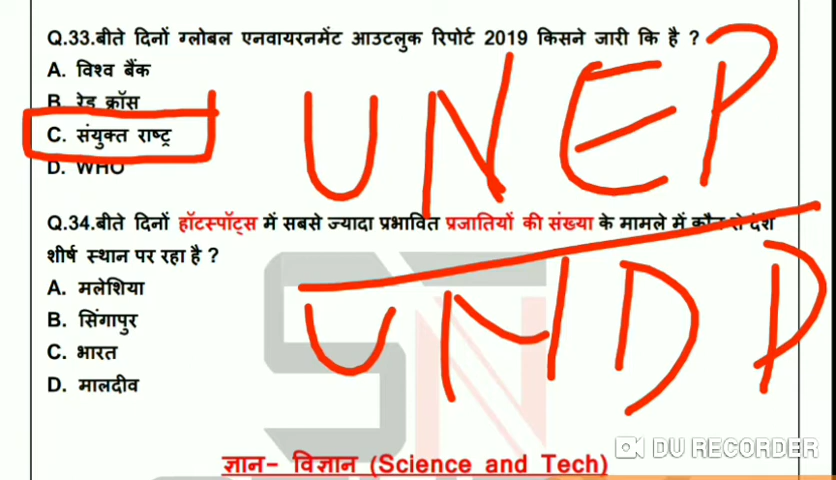 Q.33.बीते दिनों ग्लोबल एनवायरनमेंट आउटलुक रिपोर्ट 2019 किसने जारी कि है ?
A. विश्व बैंक
B. रेड क्रॉस
C. संयुक्त राष्ट्र
D. WHO
UNEP
Q.34.बीते दिनों हॉटस्पॉट्स में सबसे ज्यादा प्रभावित प्रजातियों की संख्या के मामले में कौन से देश
शीर्ष स्थान पर रहा है ?
A. मलेशिया
B. सिंगापुर
C. भारत
D. मालदीव
UNDP
DU RECORDER
ज्ञान- विज्ञान (Science and Tech)